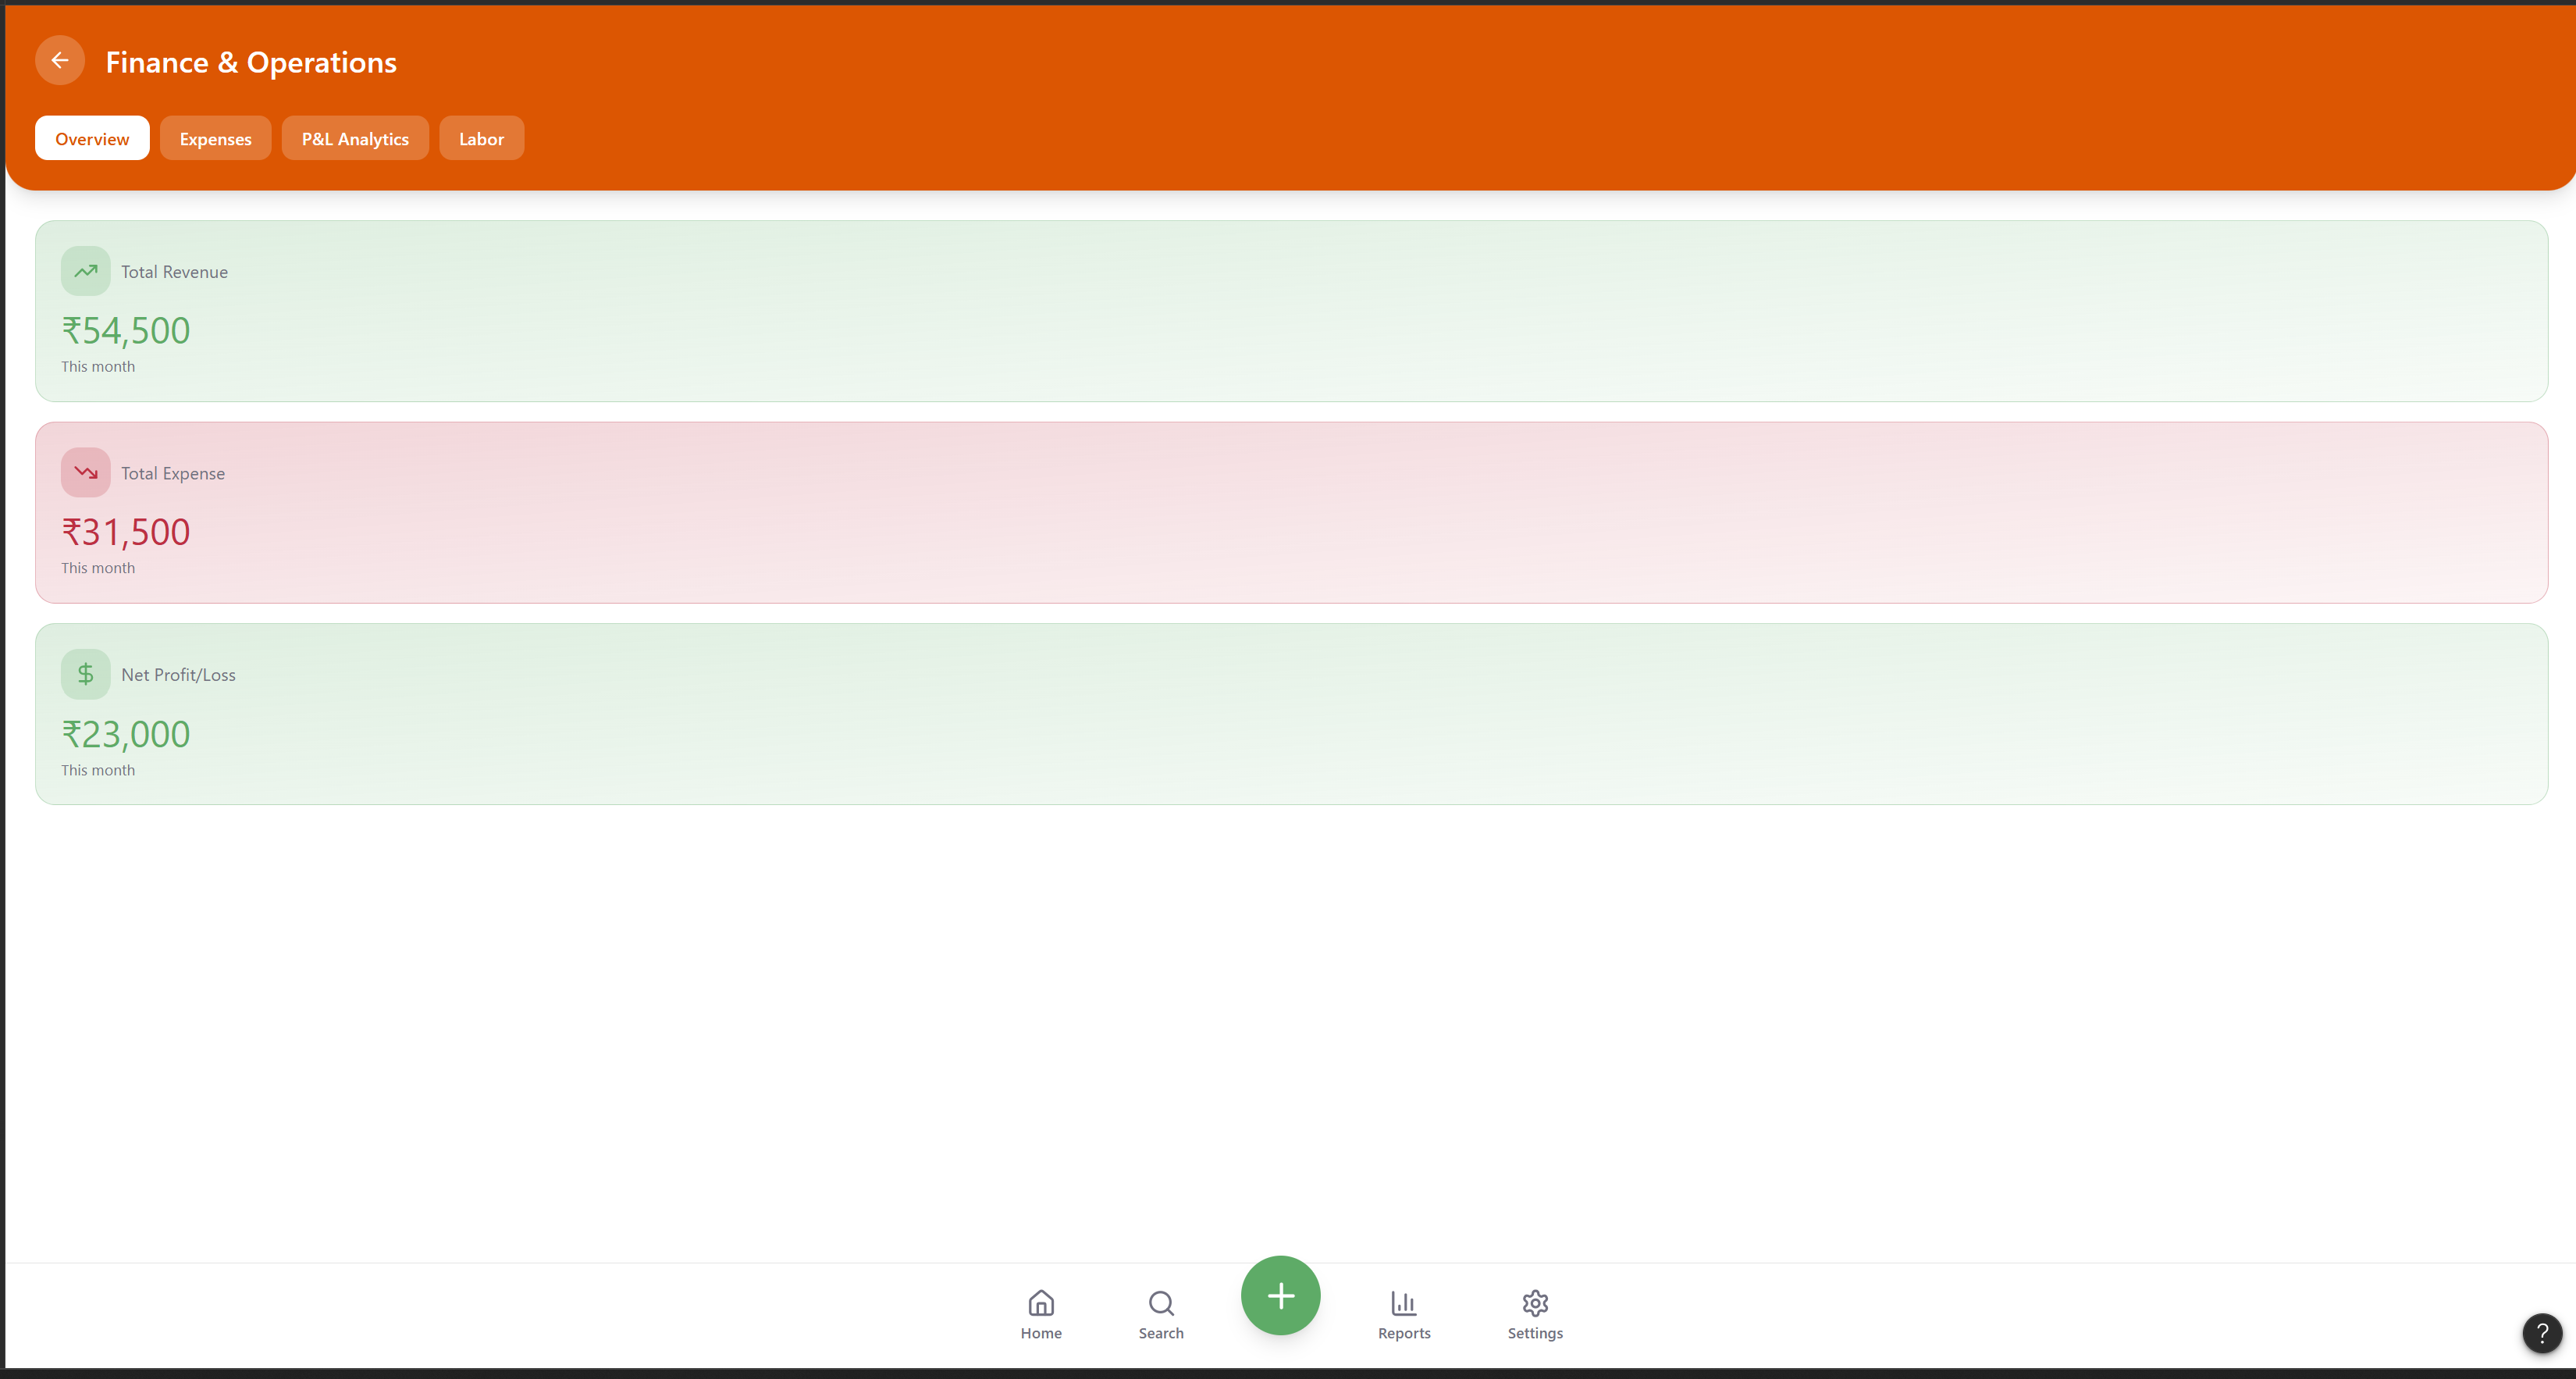 Finance & Operations
Overview Expenses P&L Analytics Labor
Total Revenue
₹54,500
This month
Total Expense
₹31,500
This month
Net Profit/Loss
₹23,000
This month
Home Search Reports Settings
?